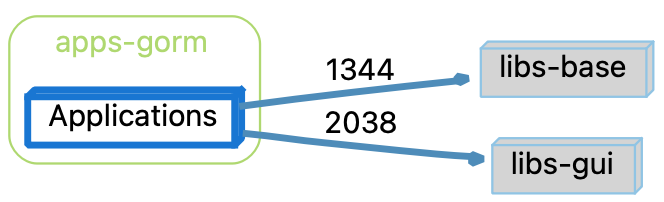 apps-gorm
Applications
1344
2038
libs-base
libs-gui